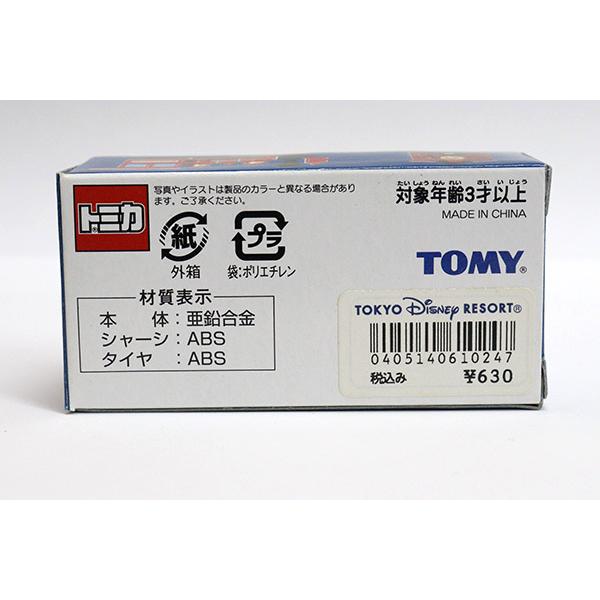 トミカ®
写真やイラストは製品のカラーと異なる場合があり
ます。ご了承ください。
紙
外箱
プラ
袋:ポリエチレン
材質表示
本　体:亜鉛合金
シャーシ:ABS
タイヤ:ABS
たいしょうねんれい さいいじょう
対象年齢3才以上
MADE IN CHINA
TOMY®
TOKYO Disney RESORT®
0405140610247
税込み ¥630